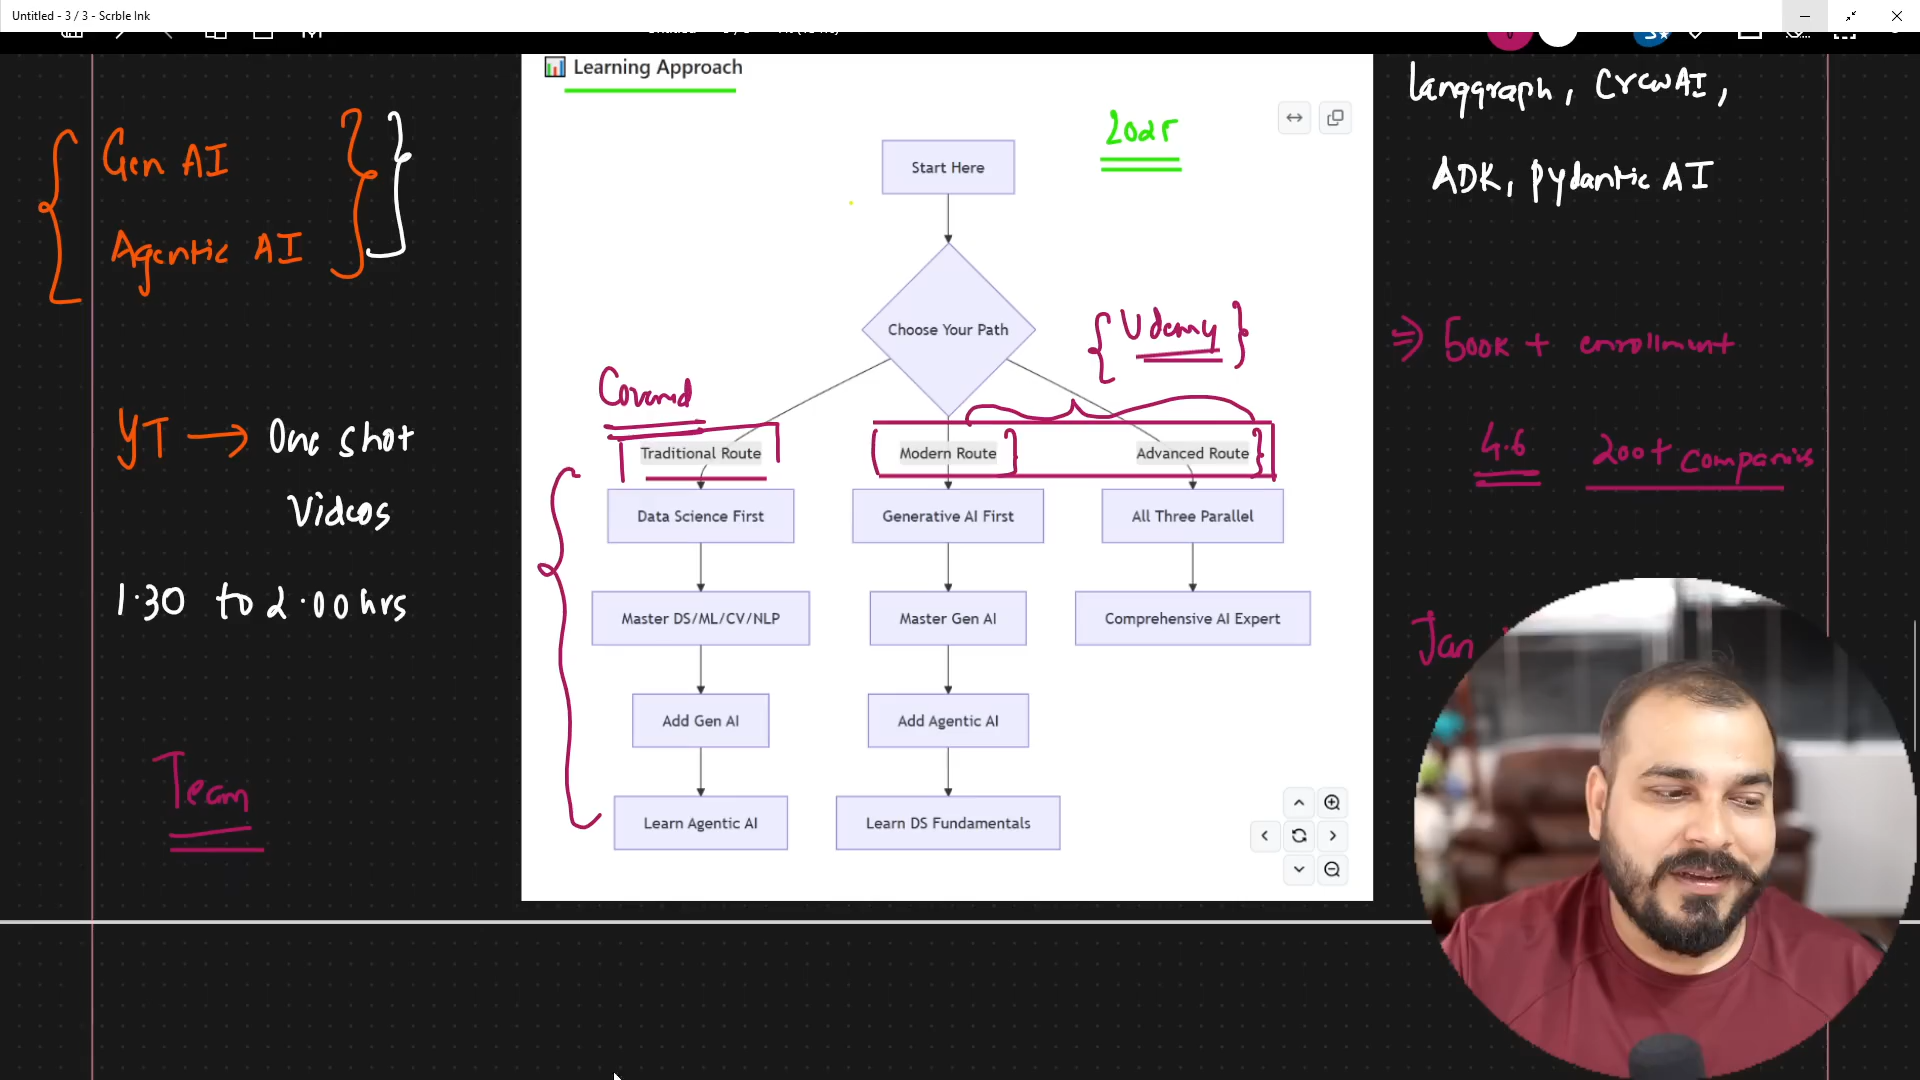 Untitled - 3 / 3 - Scrble Ink
Gen AI
Agentic AI
YT → One shot
Videos
1.30 to 2.00 hrs
Team
📊 Learning Approach
2025
Start Here
Choose Your Path
{Udemy}
Covered
Traditional Route
Modern Route
Advanced Route
Data Science First
Generative AI First
All Three Parallel
Master DS/ML/CV/NLP
Master Gen AI
Comprehensive AI Expert
Add Gen AI
Add Agentic AI
Learn Agentic AI
Learn DS Fundamentals
langgraph, CrewAI,
ADK, Pydantic AI
⇒ 500K + enrollment
4.6 200+ Companies
Jan